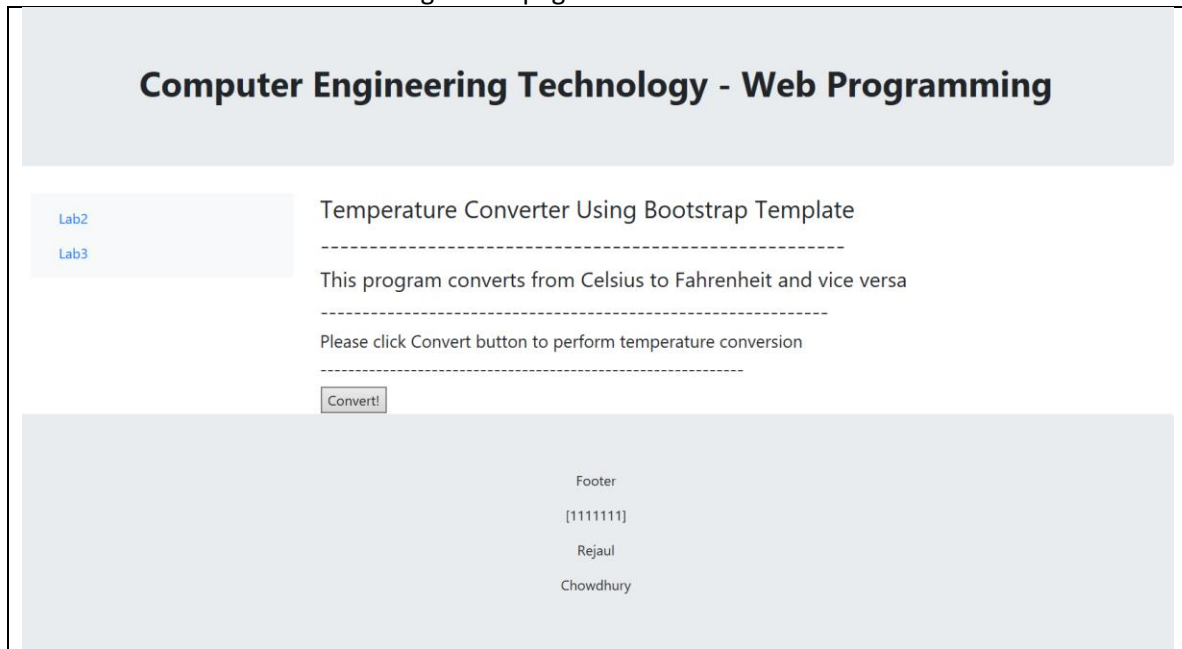 Computer Engineering Technology - Web Programming
Lab2
Lab3
Temperature Converter Using Bootstrap Template
------------------------------------------------------
This program converts from Celsius to Fahrenheit and vice versa
------------------------------------------------------------
Please click Convert button to perform temperature conversion
------------------------------------------------------------
Convert!
Footer
[1111111]
Rejaul
Chowdhury